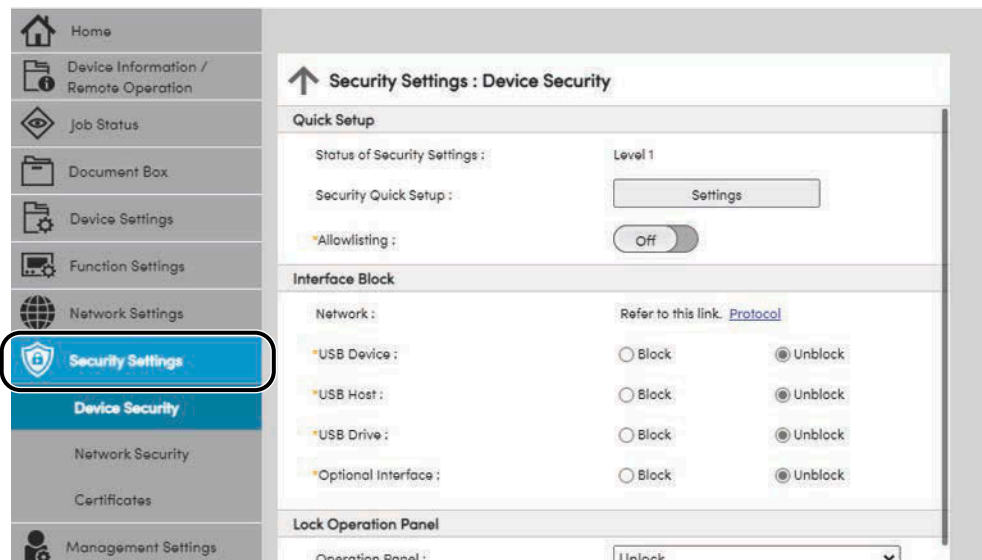 Home
Device Information /
Remote Operation
Job Status
Document Box
Device Settings
Function Settings
Network Settings
Security Settings
Device Security
Network Security
Certificates
Management Settings
Security Settings : Device Security
Quick Setup
Status of Security Settings : Level 1
Security Quick Setup : Settings
*Allowlisting : Off
Interface Block
Network : Refer to this link. Protocol
*USB Device : Block Unblock
*USB Host : Block Unblock
*USB Drive : Block Unblock
*Optional Interface : Block Unblock
Lock Operation Panel
Operation Panel : Unlock